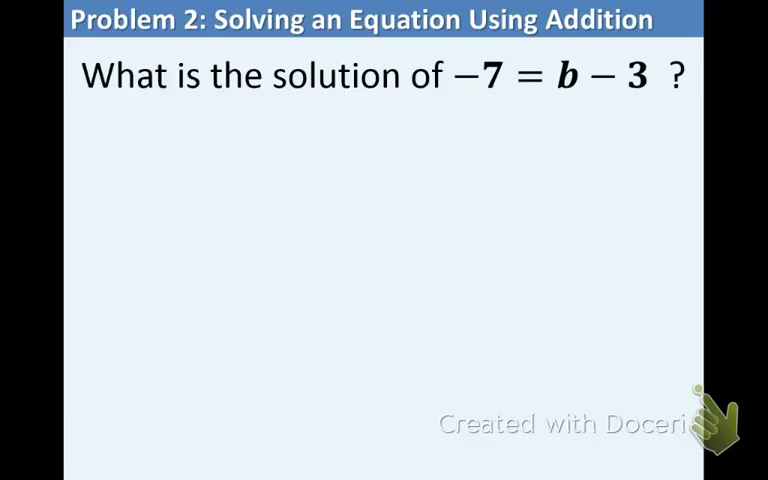 Problem 2: Solving an Equation Using Addition
What is the solution of −7 = b − 3 ?
Created with Doceri